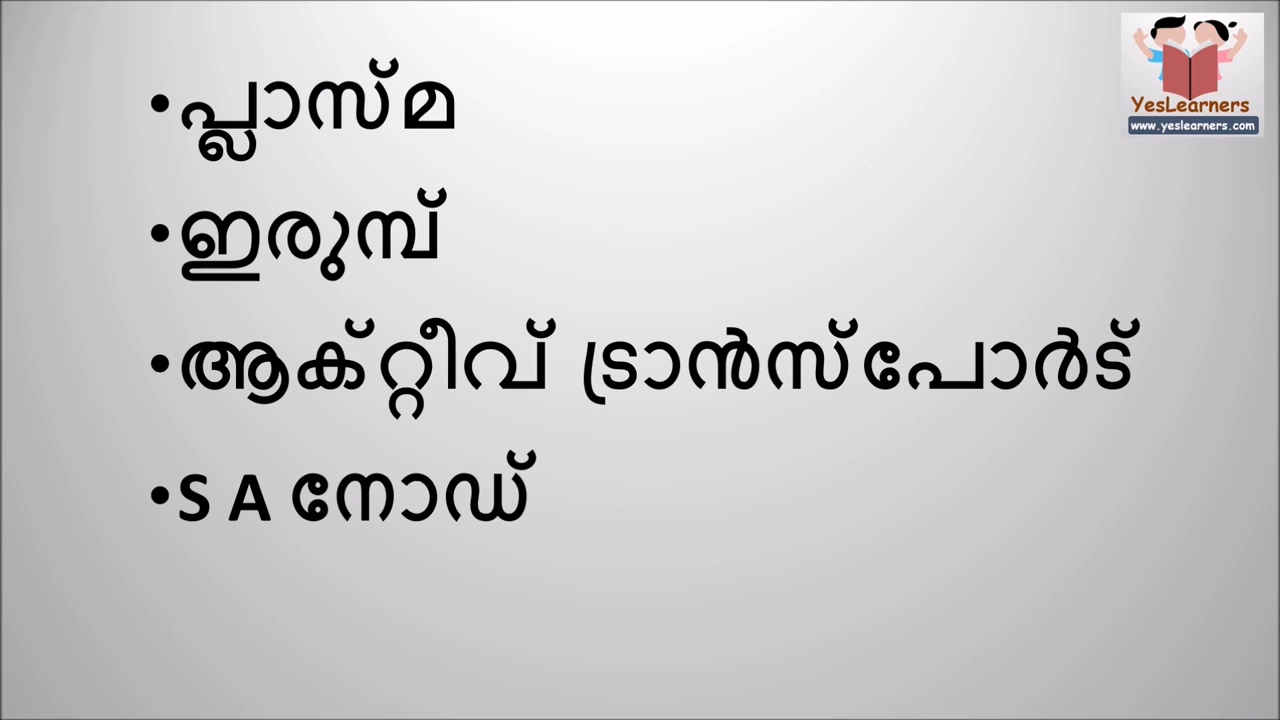 •പ്ലാസ്മ
•ഇരുമ്പ്
•ആക്റ്റീവ് ട്രാൻസ്പോർട്
•S A നോഡ്
YesLearners
www.yeslearners.com